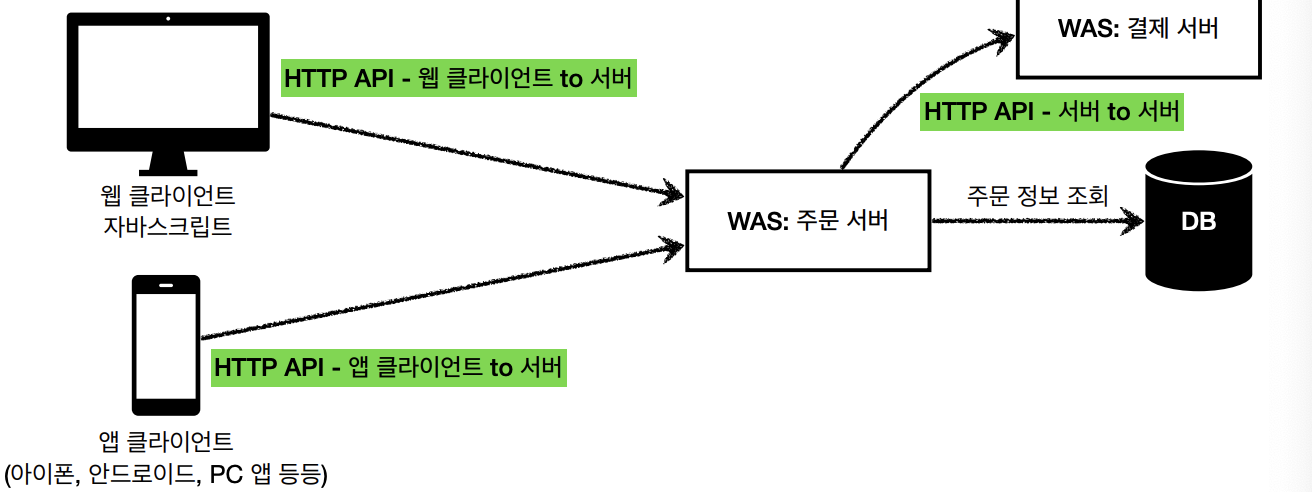 WAS: 결제 서버
HTTP API - 웹 클라이언트 to 서버
HTTP API - 서버 to 서버
웹 클라이언트
자바스크립트
WAS: 주문 서버
주문 정보 조회
DB
HTTP API - 앱 클라이언트 to 서버
앱 클라이언트
(아이폰, 안드로이드, PC 앱 등등)